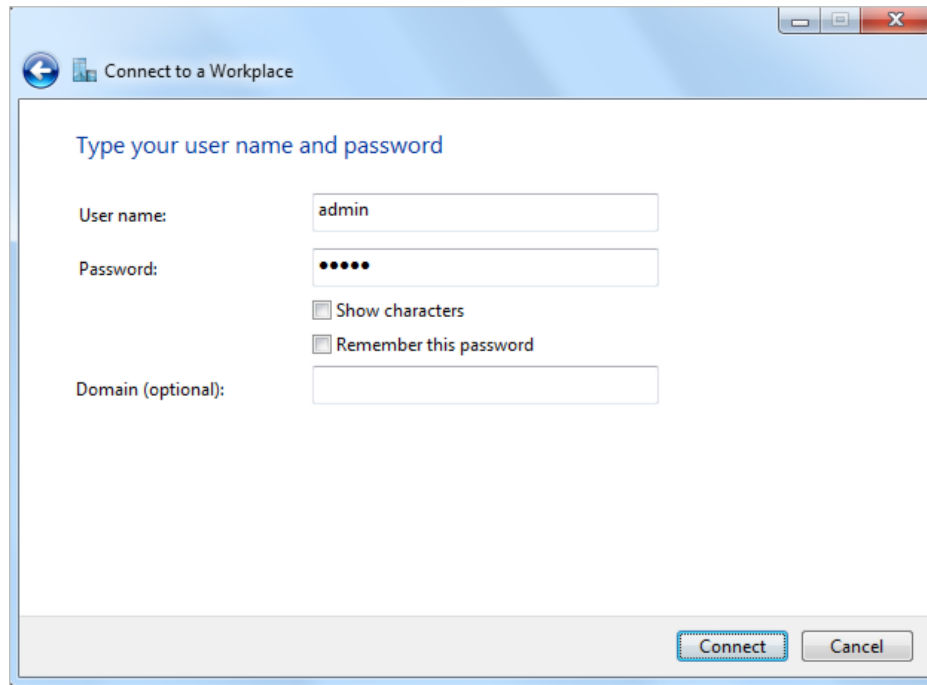 Connect to a Workplace
Type your user name and password
User name:
admin
Password:
•••••
Show characters
Remember this password
Domain (optional):
Connect
Cancel